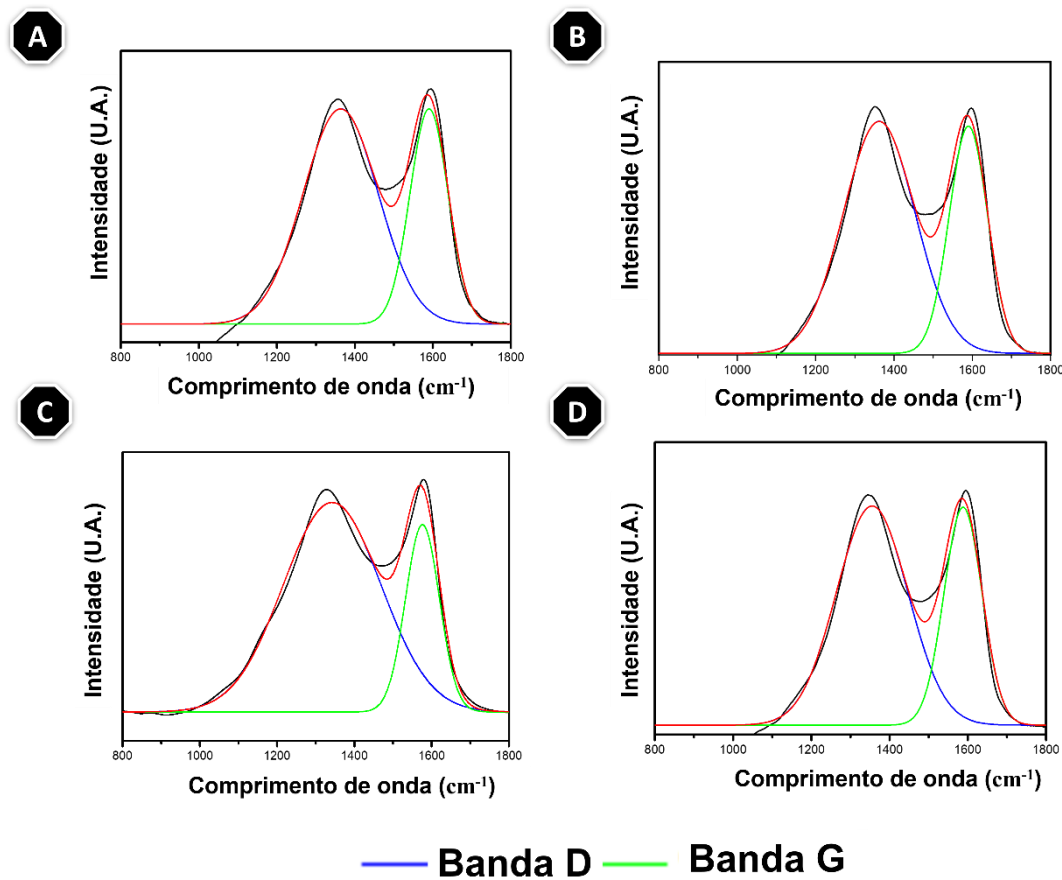 A
Intensidade (U.A.)
800 1000 1200 1400 1600 1800
Comprimento de onda (cm-1)
B
Intensidade (U.A.)
800 1000 1200 1400 1600 1800
Comprimento de onda (cm-1)
C
Intensidade (U.A.)
800 1000 1200 1400 1600 1800
Comprimento de onda (cm-1)
D
Intensidade (U.A.)
800 1000 1200 1400 1600 1800
Comprimento de onda (cm-1)
Banda D Banda G